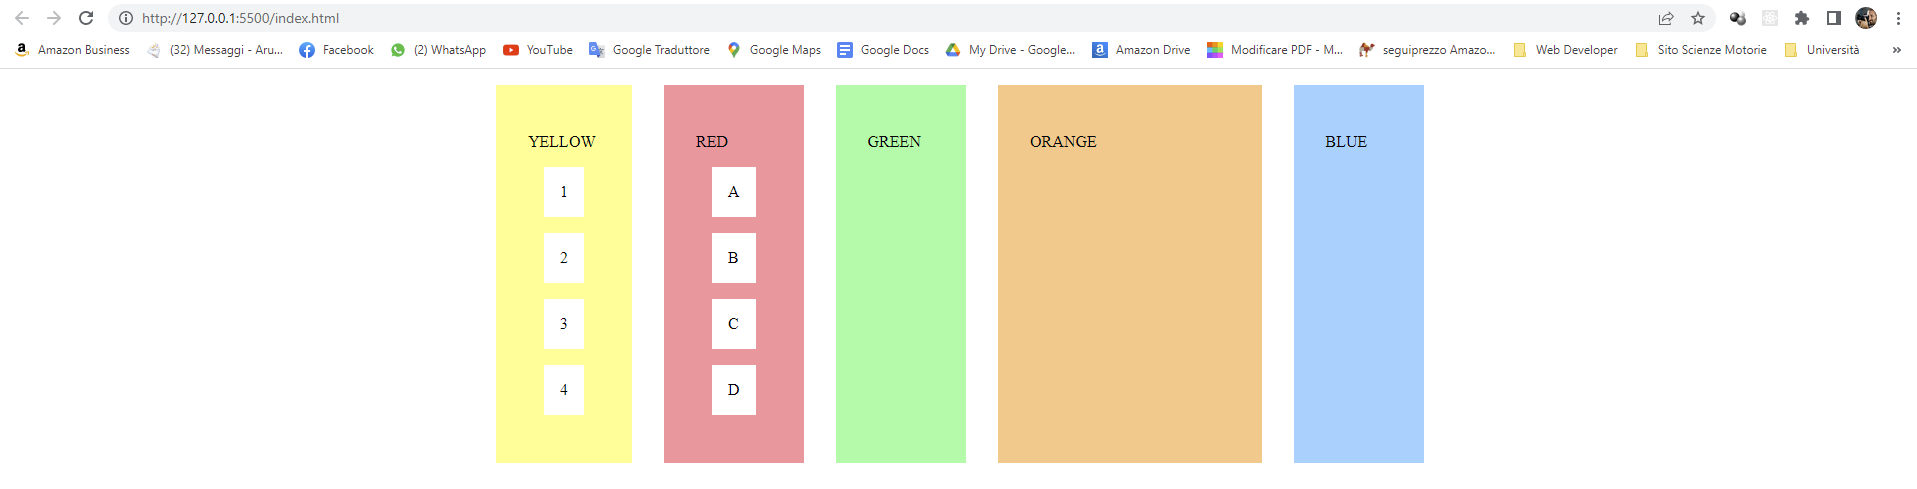 http://127.0.0.1:5500/index.html
Amazon Business (32) Messaggi - Aru... Facebook (2) WhatsApp YouTube Google Traduttore Google Maps Google Docs My Drive - Google... Amazon Drive Modificare PDF - M... seguiprezzo Amazo... Web Developer Sito Scienze Motorie Università »
YELLOW RED GREEN ORANGE BLUE
1 A
2 B
3 C
4 D